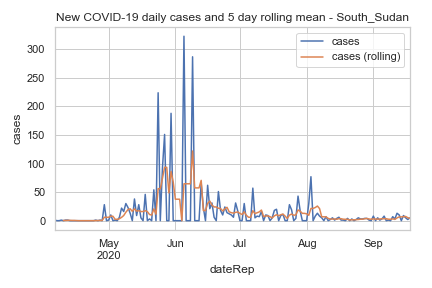 New COVID-19 daily cases and 5 day rolling mean - South_Sudan
cases
cases (rolling)
300
250
200
150
100
50
0
cases
May Jun Jul Aug Sep
2020
dateRep